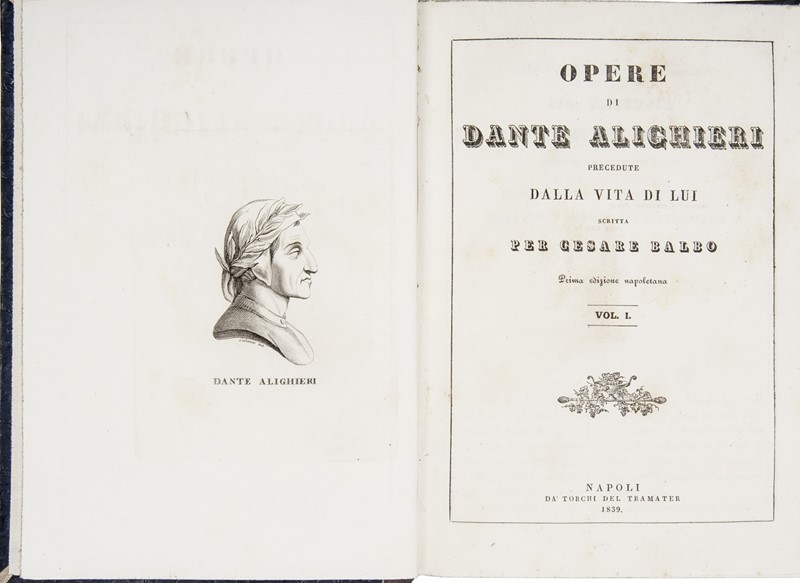 DANTE ALIGHIERI
OPERE
DI
DANTE ALIGHIERI
PRECEDUTE
DALLA VITA DI LUI
SCRITTA
PER CESARE BALBO
Prima edizione napoletana
VOL. I.
NAPOLI
DA' TORCHI DEL TRAMATER
1839.